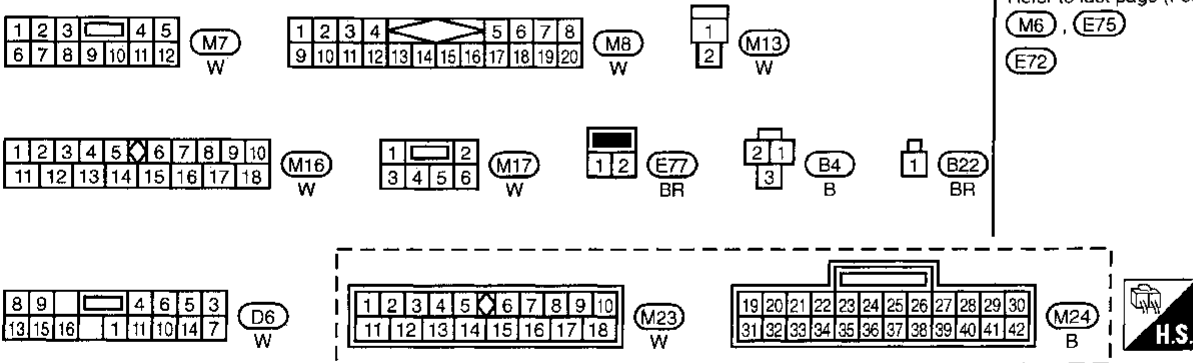 Refer to last page (Fo
M6 , E75
E72
1 2 3 4 5
6 7 8 9 10 11 12
M7
W
1 2 3 4 5 6 7 8
9 10 11 12 13 14 15 16 17 18 19 20
M8
W
1
2
M13
W
1 2 3 4 5 6 7 8 9 10
11 12 13 14 15 16 17 18
M16
W
1 2
3 4 5 6
M17
W
1 2
E77
BR
2 1
3
B4
B
1
B22
BR
8 9 4 6 5 3
13 15 16 1 11 10 14 7
D6
W
1 2 3 4 5 6 7 8 9 10
11 12 13 14 15 16 17 18
M23
W
19 20 21 22 23 24 25 26 27 28 29 30
31 32 33 34 35 36 37 38 39 40 41 42
M24
B
H.S.